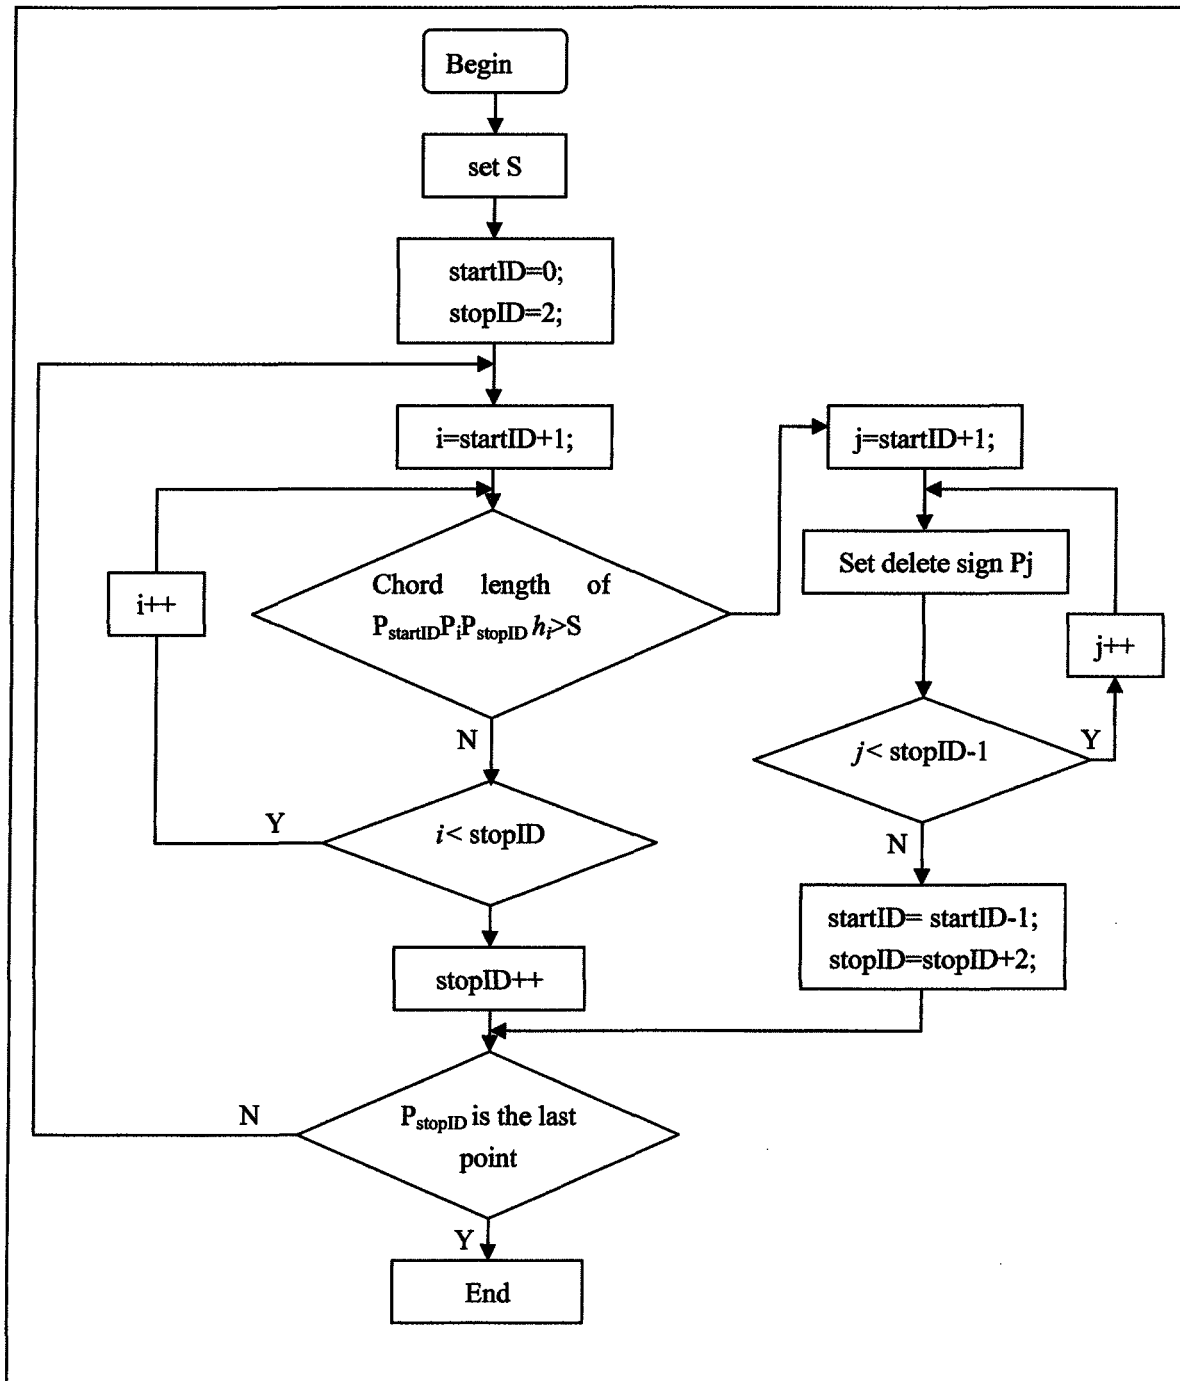 Begin
set S
startID=0;
stopID=2;
i=startID+1;
j=startID+1;
Set delete sign Pj
i++
Chord length of
PstartIDPiPstopID hi>S
j++
N
j< stopID-1
Y
Y
i< stopID
N
startID= startID-1;
stopID=stopID+2;
stopID++
N
PstopID is the last
point
Y
End